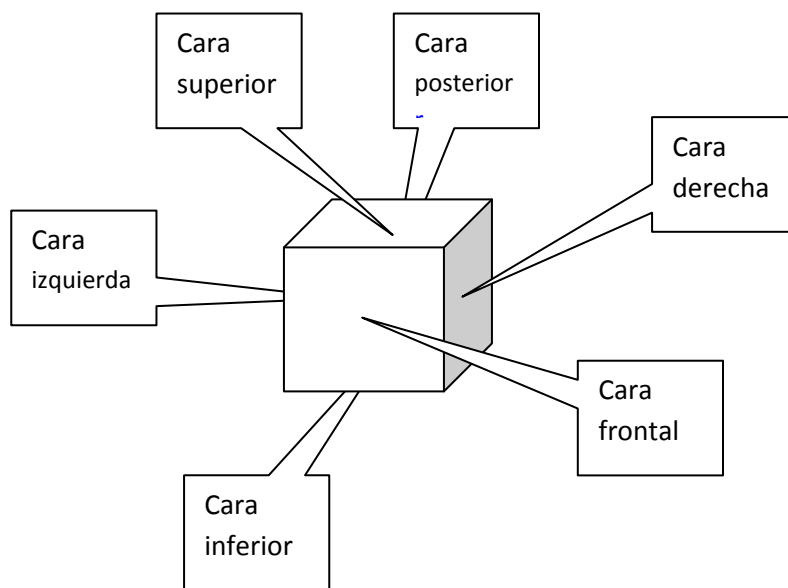 Cara
superior
Cara
posterior
Cara
derecha
Cara
izquierda
Cara
frontal
Cara
inferior